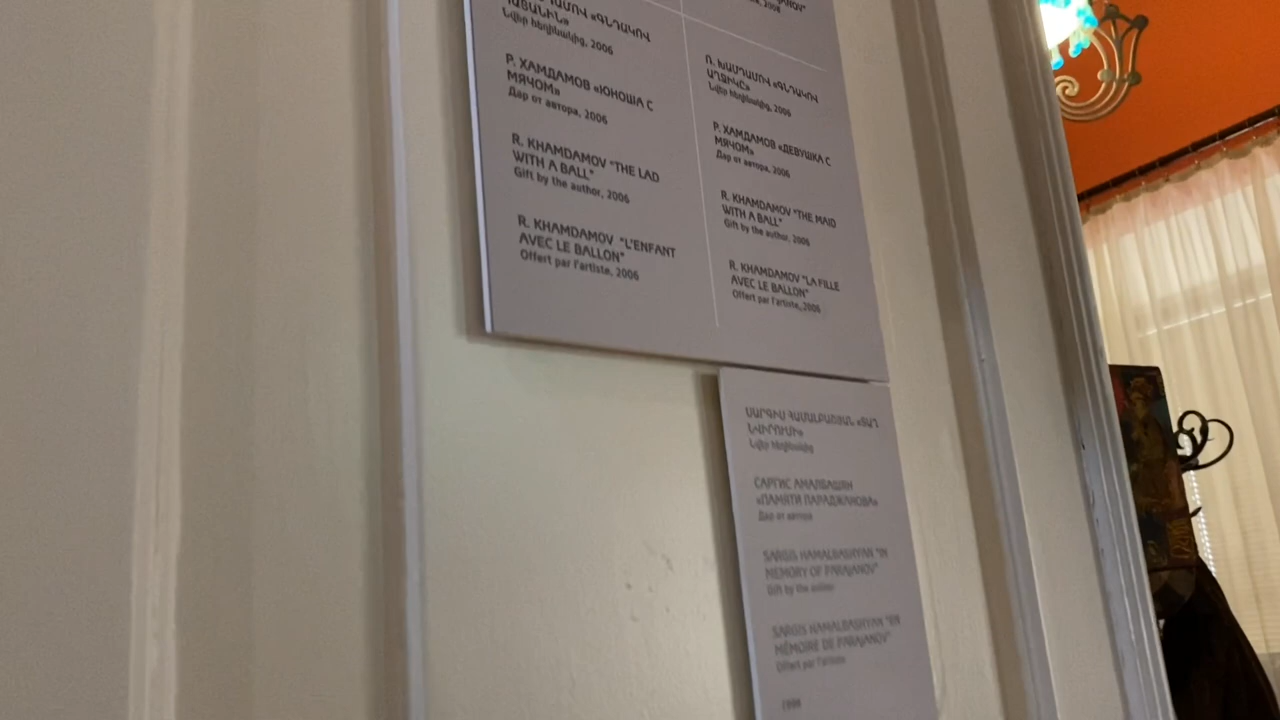 ՊԱՏԱՆԻՆ»
Նվեր հեղինակից, 2006
Р. ХАМДАМОВ «ЮНОША С
МЯЧОМ»
Дар от автора, 2006
R. KHAMDAMOV "THE LAD
WITH A BALL"
Gift by the author, 2006
R. KHAMDAMOV "L'ENFANT
AVEC LE BALLON"
Offert par l'artiste, 2006
Ռ. ԽԱՄԴԱՄՈՎ «ԳՆԴԱԿՈՎ
ԱՂՋԻԿԸ»
Նվեր հեղինակից, 2006
Р. ХАМДАМОВ «ДЕВУШКА С
МЯЧОМ»
Дар от автора, 2006
R. KHAMDAMOV "THE MAID
WITH A BALL"
Gift by the author, 2006
R. KHAMDAMOV "LA FILLE
AVEC LE BALLON"
Offert par l'artiste, 2006
ՍԱՐԳԻՍ ՀԱՄԱԼԲԱՇՅԱՆ
Նվեր հեղինակից
САРГИС АМАЛБАШЯН
«ПАМЯТИ ПАРАДЖАНОВА»
Дар от автора
SARGIS HAMALBASHYAN "IN
MEMORY OF PARAJANOV"
Gift by the author
SARGIS HAMALBASHYAN "EN
MÉMOIRE DE PARAJANOV"
Offert par l'artiste